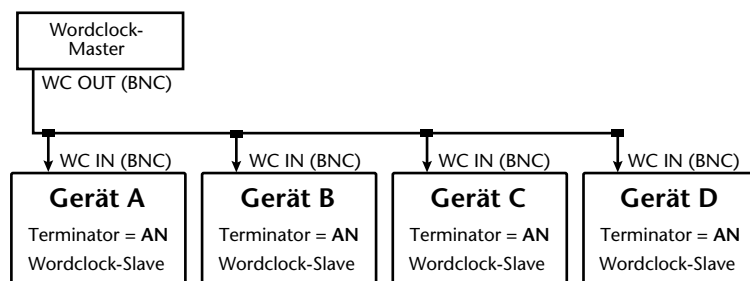 Wordclock-
Master
WC OUT (BNC)
WC IN (BNC)
WC IN (BNC)
WC IN (BNC)
WC IN (BNC)
Gerät A
Terminator = AN
Wordclock-Slave
Gerät B
Terminator = AN
Wordclock-Slave
Gerät C
Terminator = AN
Wordclock-Slave
Gerät D
Terminator = AN
Wordclock-Slave